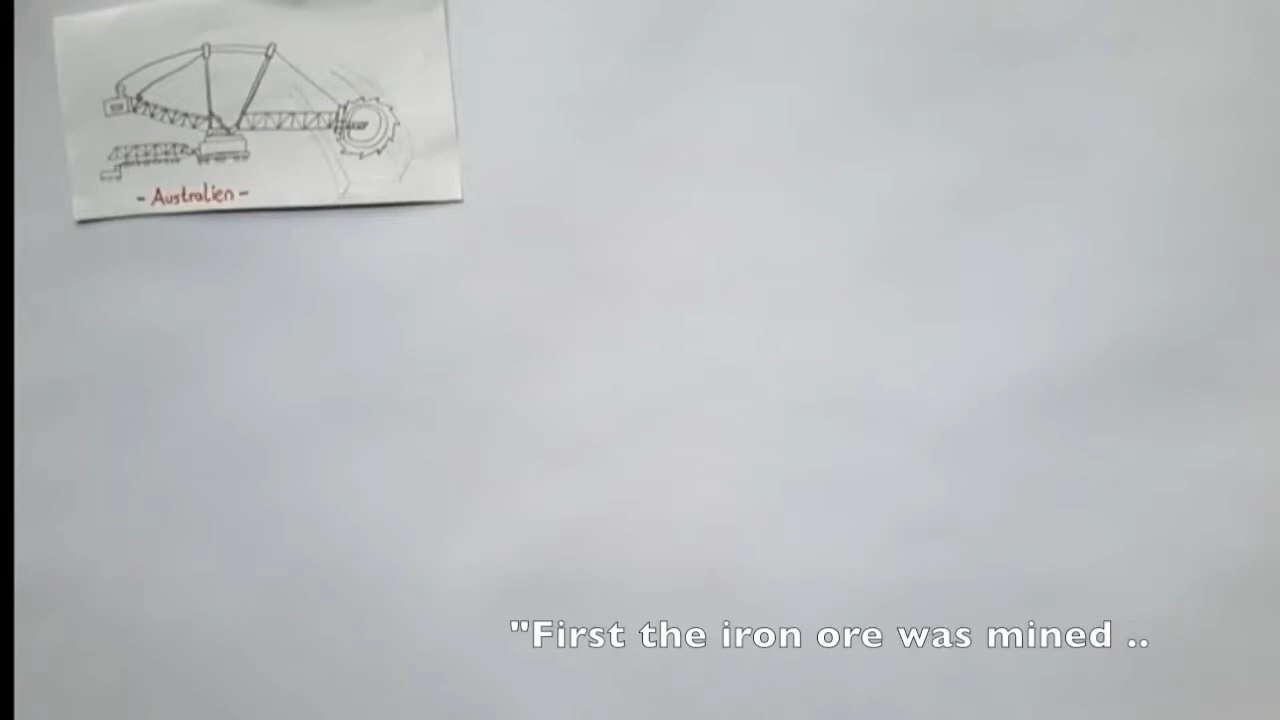 - Australien -
"First the iron ore was mined ..